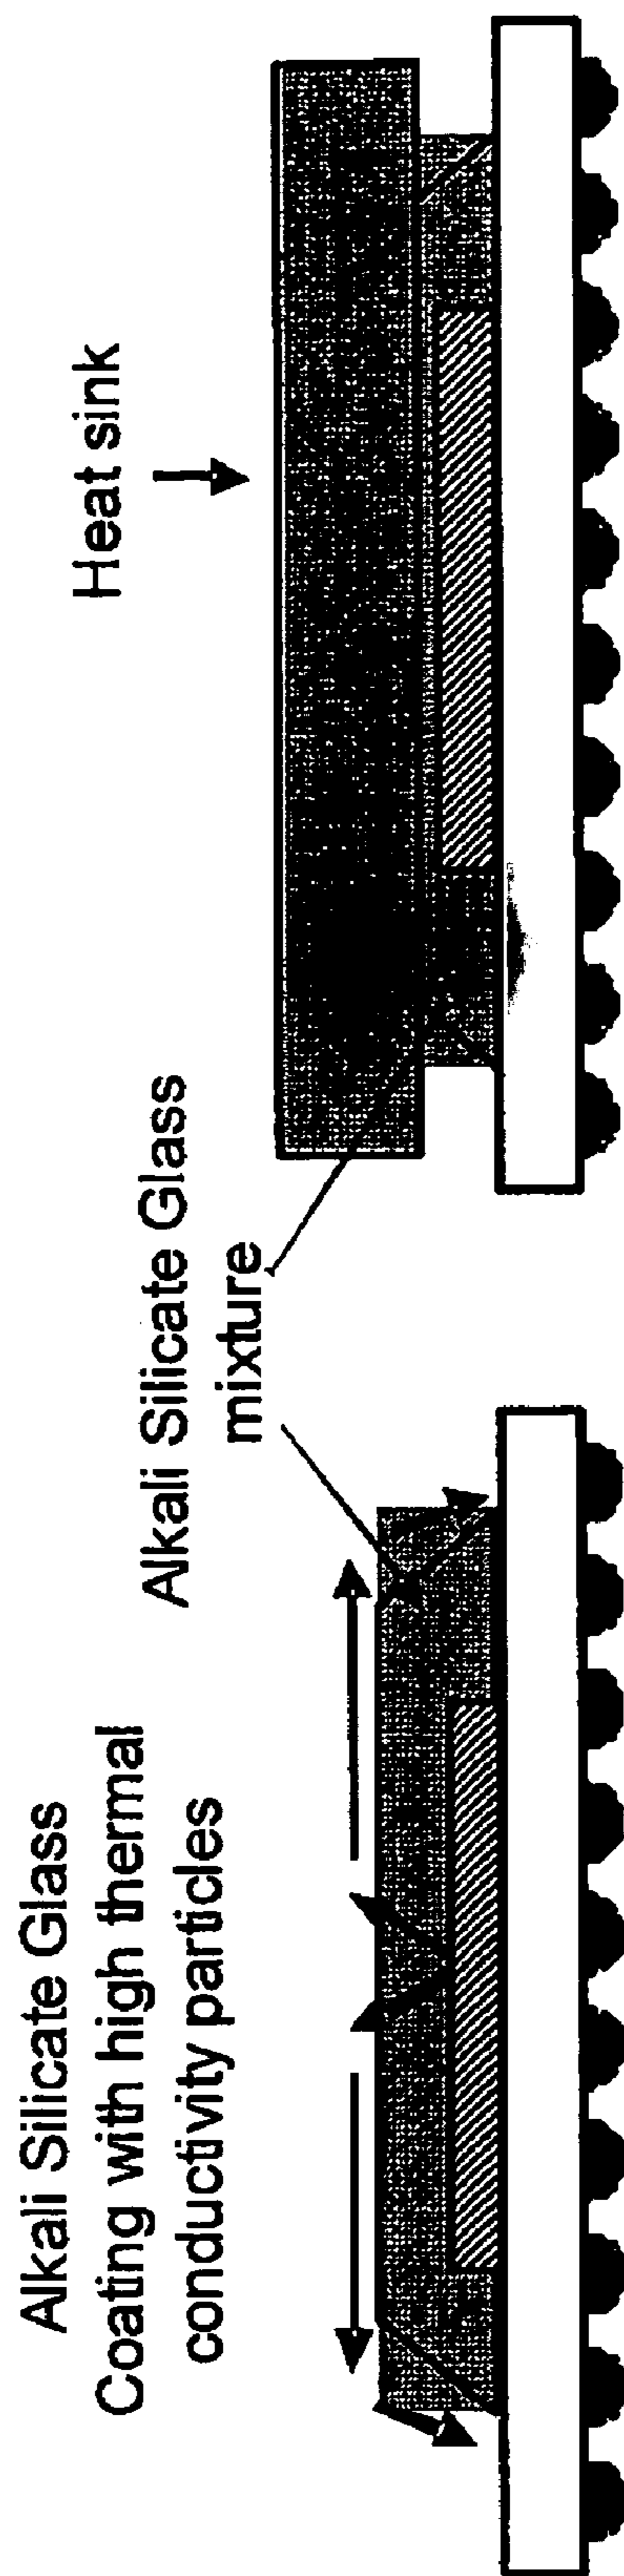 Alkali Silicate Glass
Coating with high thermal
conductivity particles
Alkali Silicate Glass
mixture
Heat sink